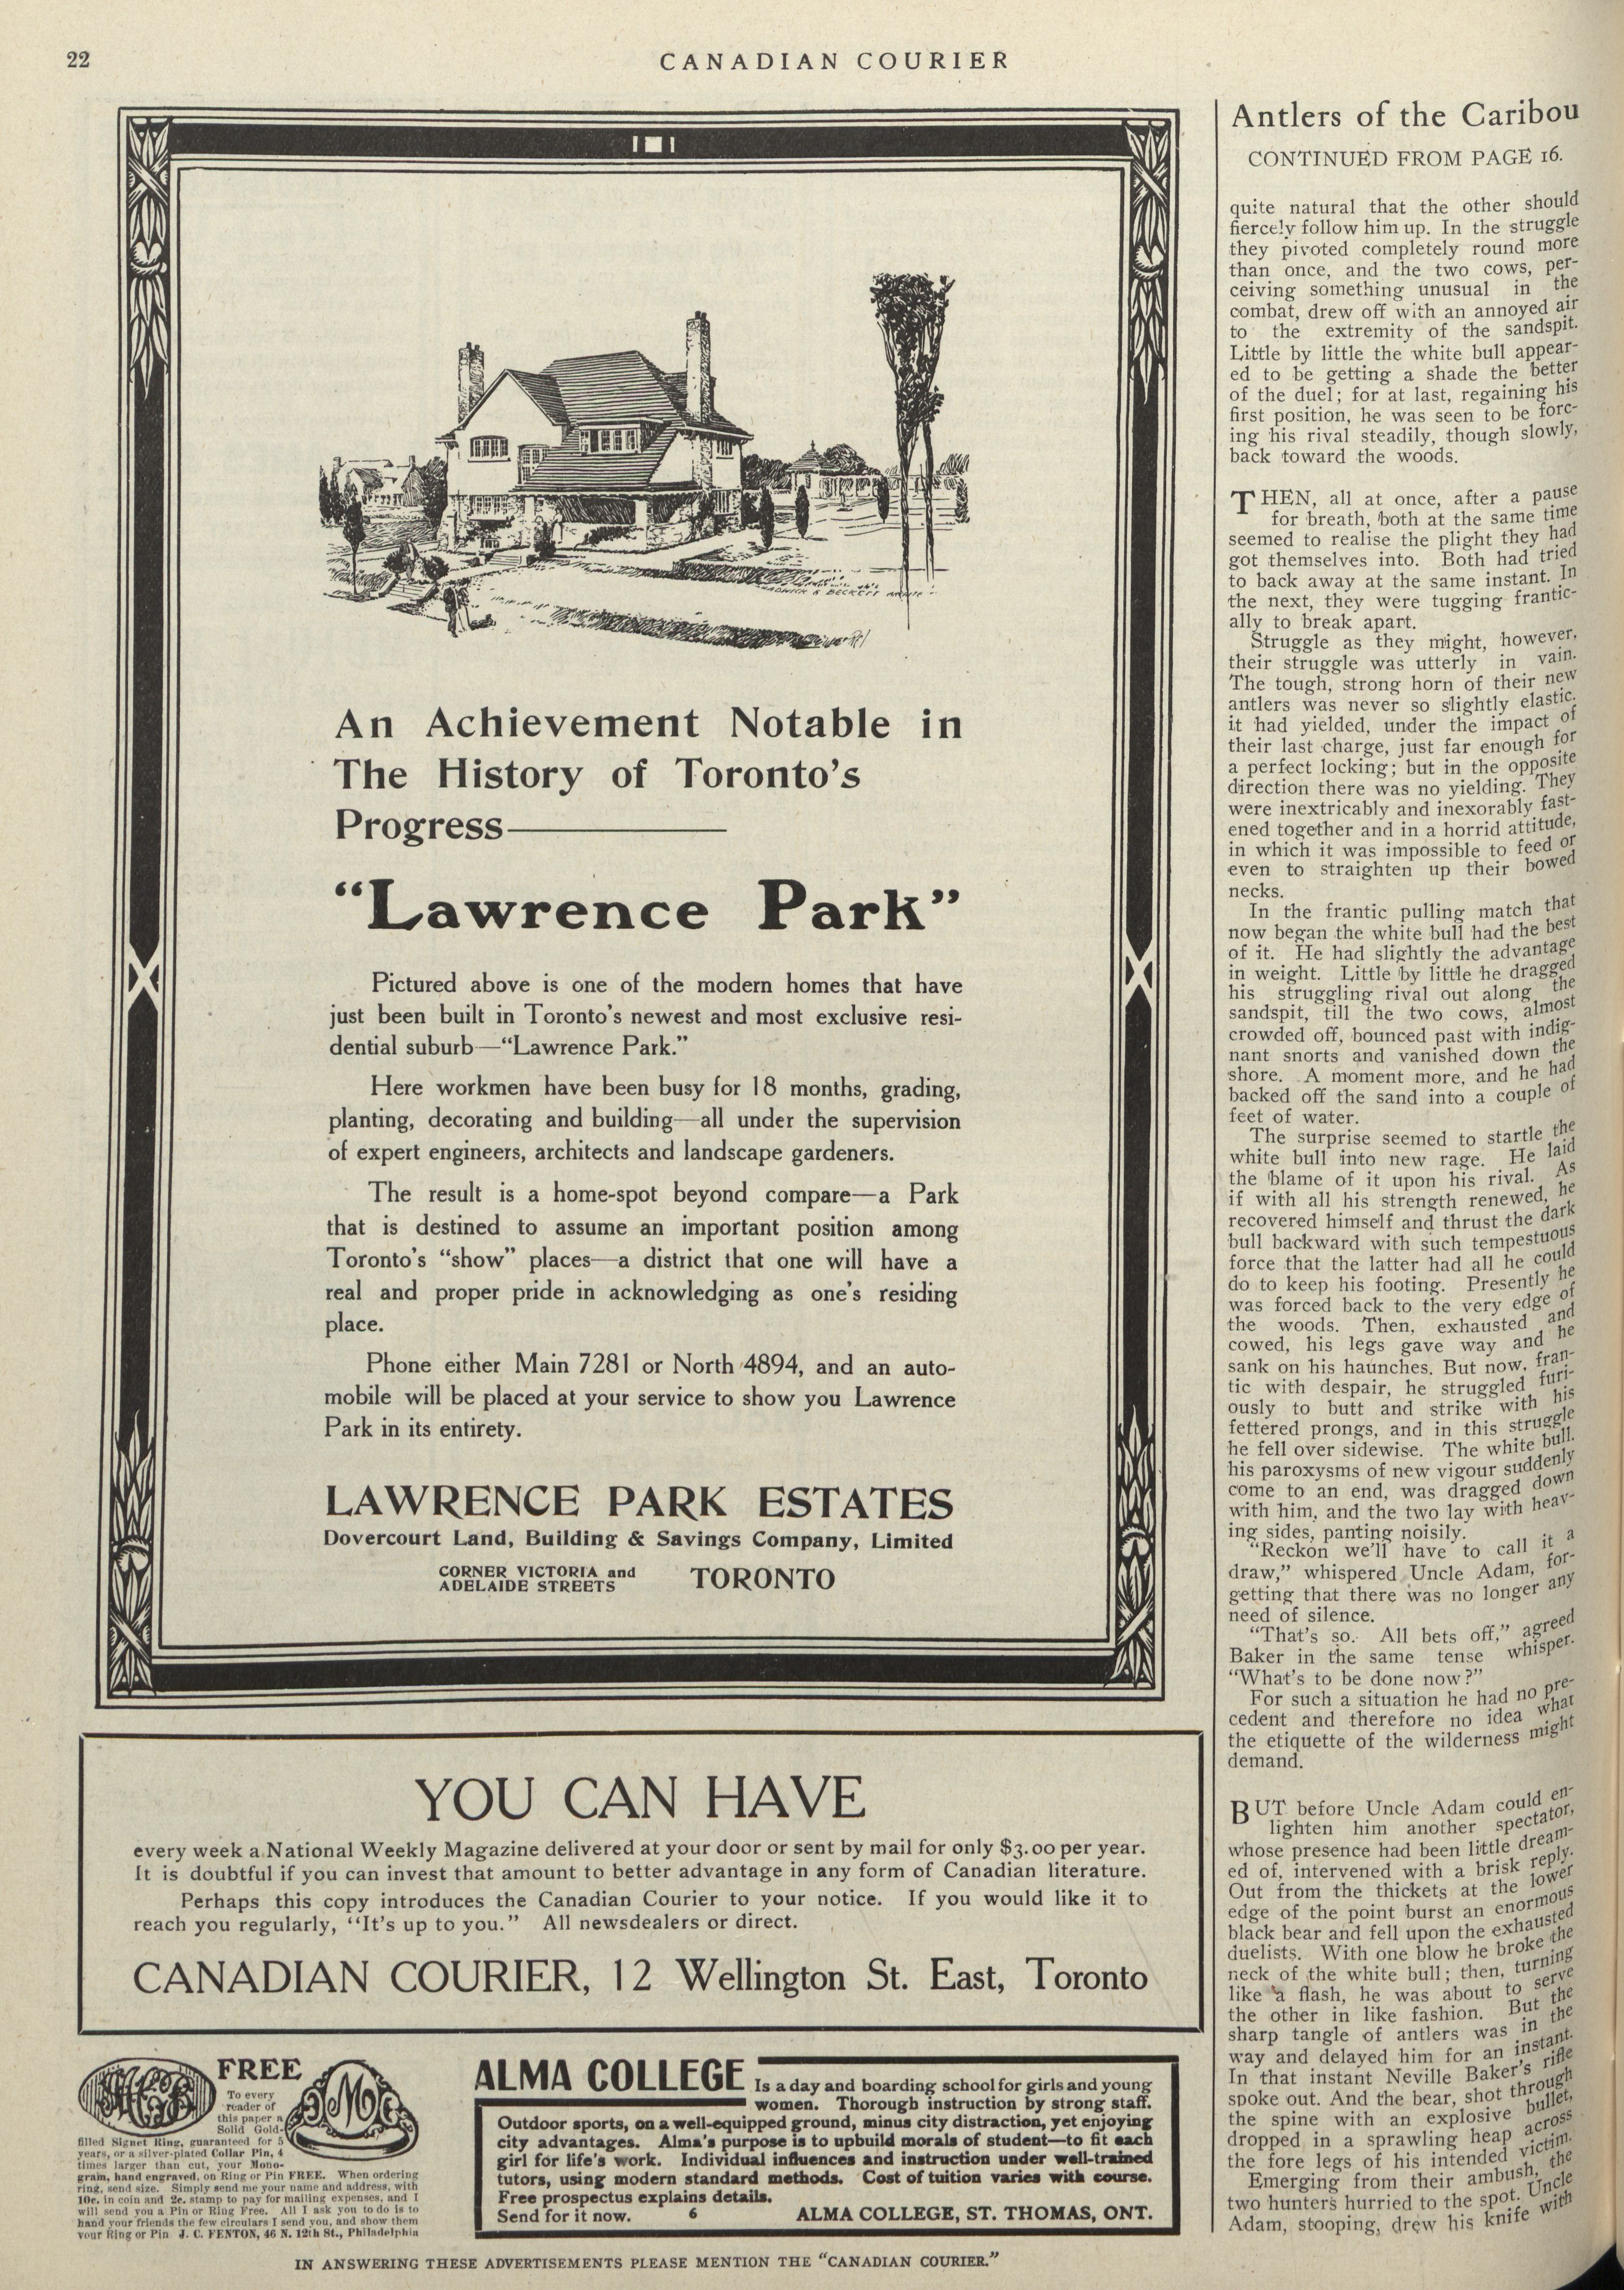 22
CANADIAN COURIER
An Achievement Notable in
The History of Toronto's
Progress—
"Lawrence Park"
Pictured above is one of the modern homes that have
just been built in Toronto's newest and most exclusive resi-
dential suburb—"Lawrence Park."
Here workmen have been busy for 18 months, grading,
planting, decorating and building—all under the supervision
of expert engineers, architects and landscape gardeners.
The result is a home-spot beyond compare—a Park
that is destined to assume an important position among
Toronto's "show" places—a district that one will have a
real and proper pride in acknowledging as one's residing
place.
Phone either Main 7281 or North 4894, and an auto-
mobile will be placed at your service to show you Lawrence
Park in its entirety.
LAWRENCE PARK ESTATES
Dovercourt Land, Building & Savings Company, Limited
CORNER VICTORIA and
ADELAIDE STREETS
TORONTO
YOU CAN HAVE
every week a National Weekly Magazine delivered at your door or sent by mail for only $3.00 per year.
It is doubtful if you can invest that amount to better advantage in any form of Canadian literature.
Perhaps this copy introduces the Canadian Courier to your notice. If you would like it to
reach you regularly, "It's up to you." All newsdealers or direct.
CANADIAN COURIER, 12 Wellington St. East, Toronto
FREE
To every
reader of
this paper a
Solid Gold-
filled Signet Ring, guaranteed for 5
years, or a silver-plated Collar Pin, 4
times larger than cut, your Mono-
gram, hand engraved, on Ring or Pin FREE. When ordering
ring, send size. Simply send me your name and address, with
10c. in coin and 2c. stamp to pay for mailing expenses, and I
will send you a Pin or Ring Free. All I ask you to do is to
hand your friends the few circulars I send you, and show them
your Ring or Pin J. C. FENTON, 46 N. 12th St., Philadelphia
ALMA COLLEGE
Is a day and boarding school for girls and young
women. Thorough instruction by strong staff.
Outdoor sports, on a well-equipped ground, minus city distraction, yet enjoying
city advantages. Alma's purpose is to upbuild morals of student—to fit each
girl for life's work. Individual influences and instruction under well-trained
tutors, using modern standard methods. Cost of tuition varies with course.
Free prospectus explains details.
Send for it now. 6 ALMA COLLEGE, ST. THOMAS, ONT.
IN ANSWERING THESE ADVERTISEMENTS PLEASE MENTION THE "CANADIAN COURIER."
Antlers of the Caribou
CONTINUED FROM PAGE 16.
quite natural that the other should
fiercely follow him up. In the struggle
they pivoted completely round more
than once, and the two cows, per-
ceiving something unusual in the
combat, drew off with an annoyed air
to the extremity of the sandspit.
Little by little the white bull appear-
ed to be getting a shade the better
of the duel; for at last, regaining his
first position, he was seen to be forc-
ing his rival steadily, though slowly,
back toward the woods.
THEN, all at once, after a pause
for breath, both at the same time
seemed to realise the plight they had
got themselves into. Both had tried
to back away at the same instant. In
the next, they were tugging frantic-
ally to break apart.
Struggle as they might, however,
their struggle was utterly in vain.
The tough, strong horn of their new
antlers was never so slightly elastic.
it had yielded, under the impact of
their last charge, just far enough for
a perfect locking; but in the opposite
direction there was no yielding. They
were inextricably and inexorably fast-
ened together and in a horrid attitude,
in which it was impossible to feed or
even to straighten up their bowed
necks.
In the frantic pulling match that
now began the white bull had the best
of it. He had slightly the advantage
in weight. Little by little he dragged
his struggling rival out along the
sandspit, till the two cows, almost
crowded off, bounced past with indig-
nant snorts and vanished down the
shore. A moment more, and he had
backed off the sand into a couple of
feet of water.
The surprise seemed to startle the
white bull into new rage. He laid
the blame of it upon his rival. As
if with all his strength renewed, he
recovered himself and thrust the dark
bull backward with such tempestuous
force that the latter had all he could
do to keep his footing. Presently he
was forced back to the very edge of
the woods. Then, exhausted and
cowed, his legs gave way and he
sank on his haunches. But now, fran-
tic with despair, he struggled furi-
ously to butt and strike with his
fettered prongs, and in this struggle
he fell over sidewise. The white bull.
his paroxysms of new vigour suddenly
come to an end, was dragged down
with him, and the two lay with heav-
ing sides, panting noisily.
"Reckon we'll have to call it a
draw," whispered Uncle Adam, for-
getting that there was no longer any
need of silence.
"That's so. All bets off," agreed
Baker in the same tense whisper.
"What's to be done now?"
For such a situation he had no pre-
cedent and therefore no idea what
the etiquette of the wilderness might
demand.
BUT before Uncle Adam could en-
lighten him another spectator,
whose presence had been little dream-
ed of, intervened with a brisk reply.
Out from the thickets at the lower
edge of the point burst an enormous
black bear and fell upon the exhausted
duelists. With one blow he broke the
neck of the white bull; then, turning
like a flash, he was about to serve
the other in like fashion. But the
sharp tangle of antlers was in the
way and delayed him for an instant.
In that instant Neville Baker's rifle
spoke out. And the bear, shot through
the spine with an explosive bullet,
dropped in a sprawling heap across
the fore legs of his intended victim.
Emerging from their ambush, the
two hunters hurried to the spot. Uncle
Adam, stooping, drew his knife with